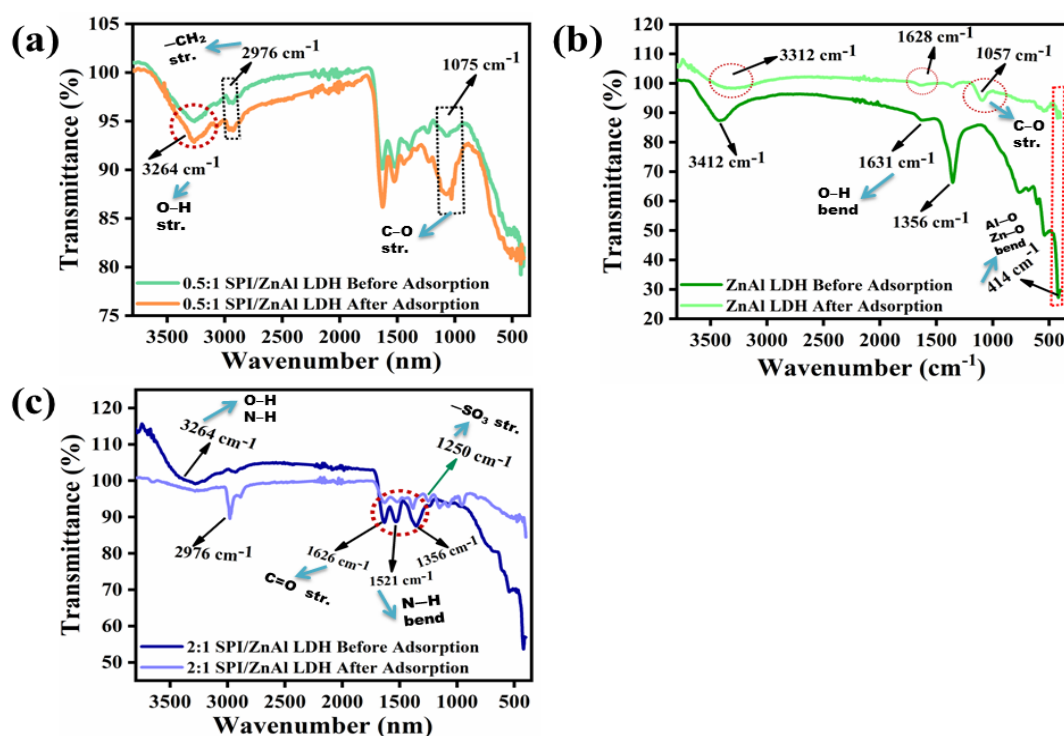 (a)
105
100
95
90
85
80
75
Transmittance (%)
–CH2
str.
2976 cm-1
1075 cm-1
3264 cm-1
O–H
str.
C–O
str.
0.5:1 SPI/ZnAl LDH Before Adsorption
0.5:1 SPI/ZnAl LDH After Adsorption
3500 3000 2500 2000 1500 1000 500
Wavenumber (nm)
(b)
120
110
100
90
80
70
60
50
40
30
20
Transmittance (%)
3312 cm-1
1628 cm-1
1057 cm-1
C–O
str.
3412 cm-1
1631 cm-1
O–H
bend
1356 cm-1
Al–O
Zn–O
bend
414 cm-1
ZnAl LDH Before Adsorption
ZnAl LDH After Adsorption
3500 3000 2500 2000 1500 1000 500
Wavenumber (cm-1)
(c)
120
110
100
90
80
70
60
50
Transmittance (%)
O–H
N–H
3264 cm-1
–SO3 str.
1250 cm-1
2976 cm-1
1626 cm-1
C=O str.
1521 cm-1
N–H
bend
1356 cm-1
2:1 SPI/ZnAl LDH Before Adsorption
2:1 SPI/ZnAl LDH After Adsorption
3500 3000 2500 2000 1500 1000 500
Wavenumber (nm)